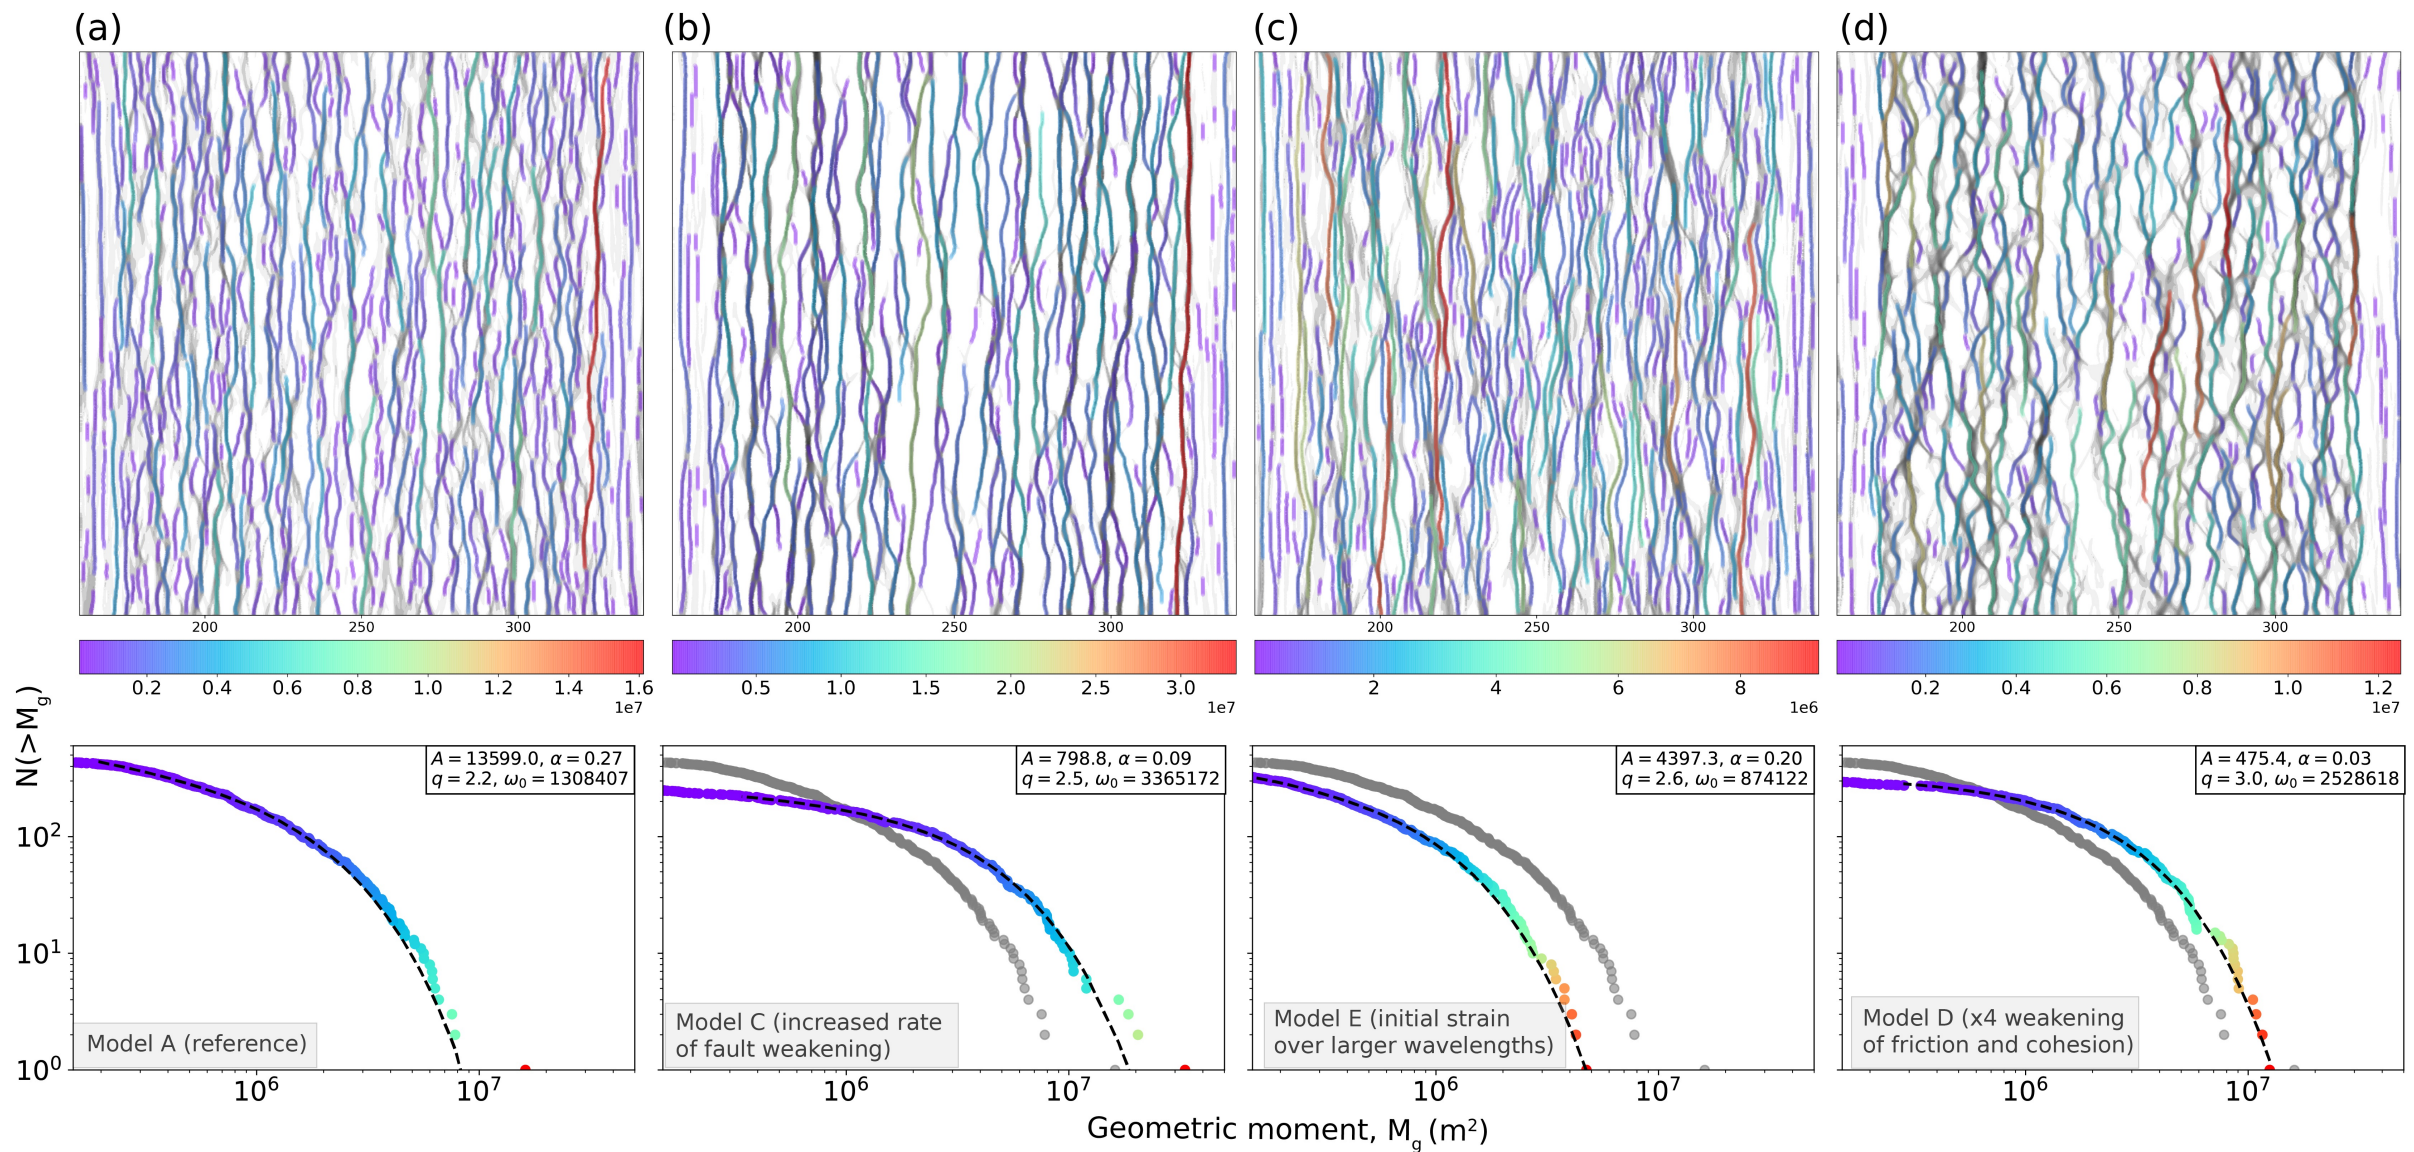 (a) (b) (c) (d)
200 250 300 200 250 300 200 250 300 200 250 300
0.2 0.4 0.6 0.8 1.0 1.2 1.4 1.6 0.5 1.0 1.5 2.0 2.5 3.0 2 4 6 8 0.2 0.4 0.6 0.8 1.0 1.2
1e7 1e7 1e6 1e7
N(>M_g)
A = 13599.0, α = 0.27
q = 2.2, ω₀ = 1308407
A = 798.8, α = 0.09
q = 2.5, ω₀ = 3365172
A = 4397.3, α = 0.20
q = 2.6, ω₀ = 874122
A = 475.4, α = 0.03
q = 3.0, ω₀ = 2528618
10²
10¹
10⁰
Model A (reference)
Model C (increased rate
of fault weakening)
Model E (initial strain
over larger wavelengths)
Model D (x4 weakening
of friction and cohesion)
10⁶ 10⁷ 10⁶ 10⁷ 10⁶ 10⁷ 10⁶ 10⁷
Geometric moment, M_g (m²)